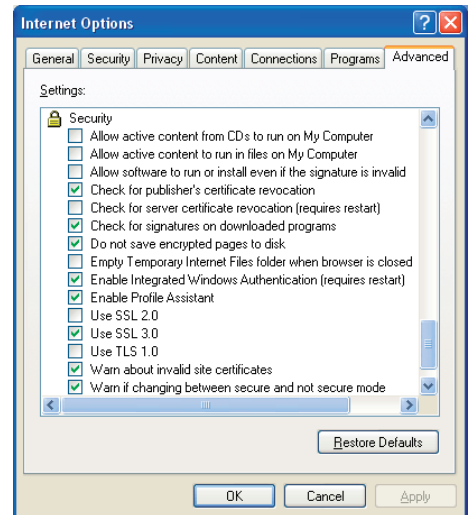 Internet Options
General Security Privacy Content Connections Programs Advanced
Settings:
Security
Allow active content from CDs to run on My Computer
Allow active content to run in files on My Computer
Allow software to run or install even if the signature is invalid
Check for publisher's certificate revocation
Check for server certificate revocation (requires restart)
Check for signatures on downloaded programs
Do not save encrypted pages to disk
Empty Temporary Internet Files folder when browser is closed
Enable Integrated Windows Authentication (requires restart)
Enable Profile Assistant
Use SSL 2.0
Use SSL 3.0
Use TLS 1.0
Warn about invalid site certificates
Warn if changing between secure and not secure mode
Restore Defaults
OK Cancel Apply